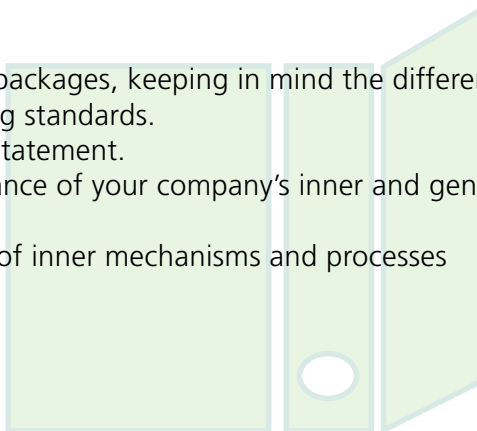 packages, keeping in mind the differe
g standards.
tatement.
ance of your company's inner and gen
of inner mechanisms and processes